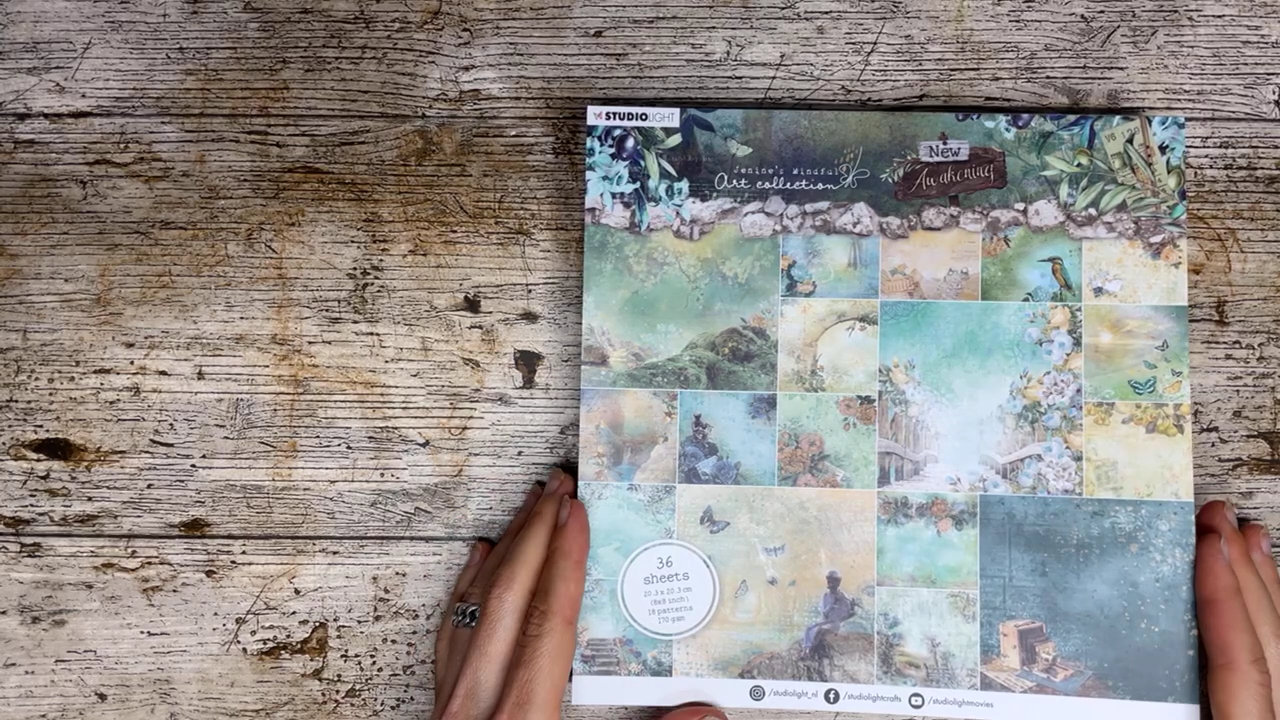 STUDIOLIGHT
Jenine's Mindful
Art collection
New
Awakening
36
sheets
20.3 x 20.3 cm
(8x8 inch)
18 patterns
170 gsm
/studiolight_nl
/studiolightcrafts
/studiolightmovies